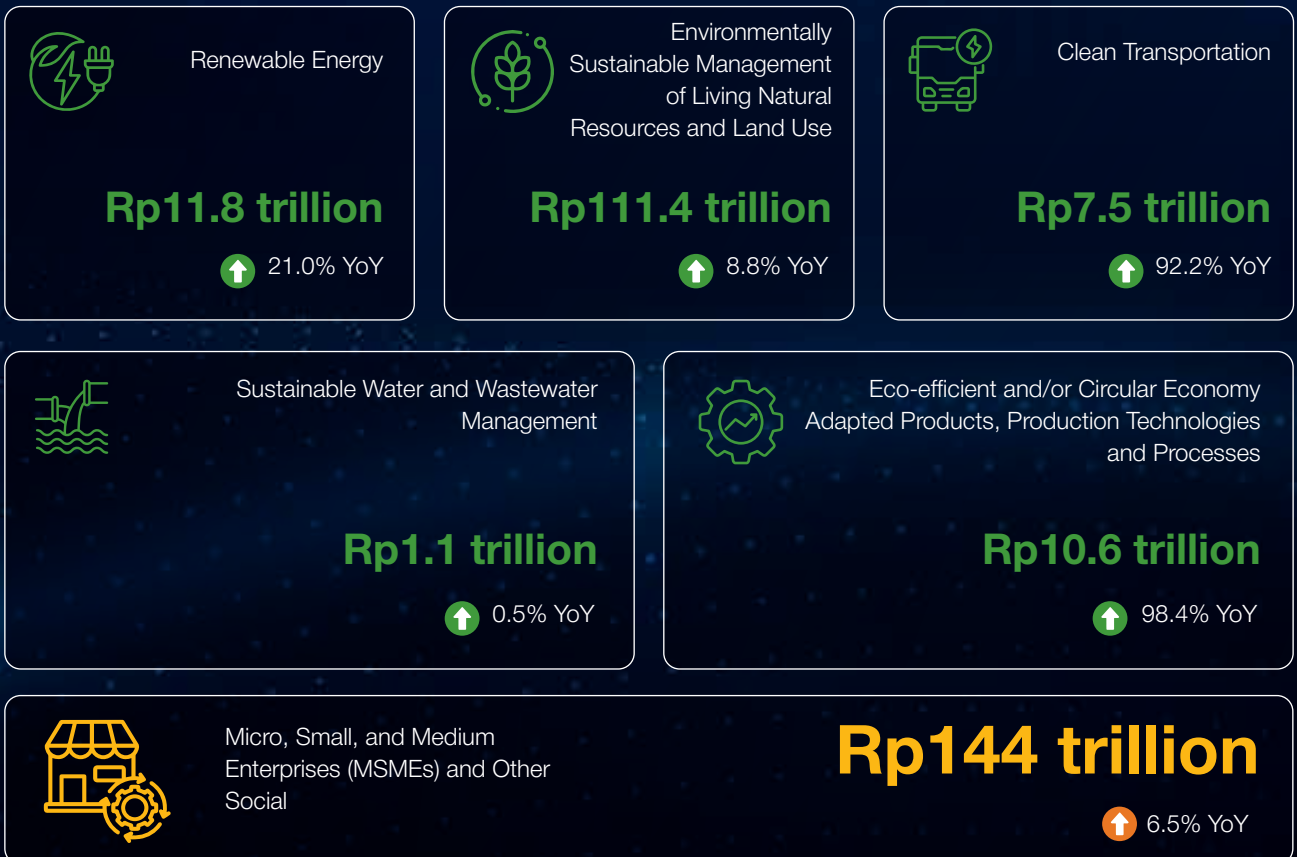 Renewable Energy
Rp11.8 trillion
21.0% YoY
Environmentally
Sustainable Management
of Living Natural
Resources and Land Use
Rp111.4 trillion
8.8% YoY
Clean Transportation
Rp7.5 trillion
92.2% YoY
Sustainable Water and Wastewater
Management
Rp1.1 trillion
0.5% YoY
Eco-efficient and/or Circular Economy
Adapted Products, Production Technologies
and Processes
Rp10.6 trillion
98.4% YoY
Micro, Small, and Medium
Enterprises (MSMEs) and Other
Social
Rp144 trillion
6.5% YoY